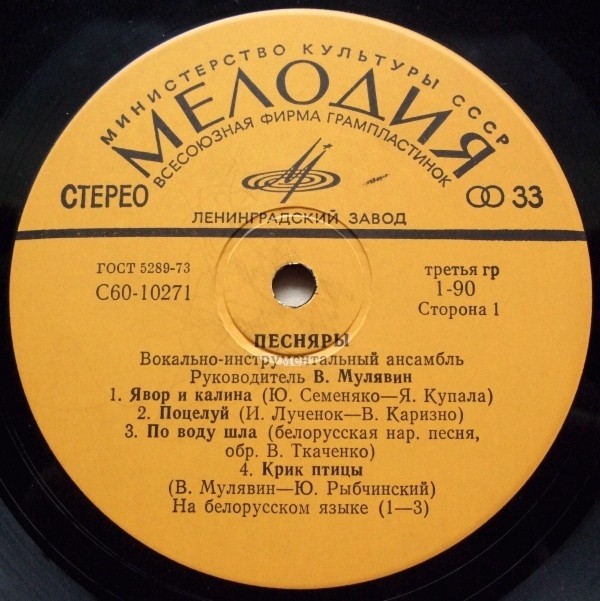 МИНИСТЕРСТВО КУЛЬТУРЫ СССР
МЕЛОДИЯ
ВСЕСОЮЗНАЯ ФИРМА ГРАМПЛАСТИНОК
СТЕРЕО
33
ЛЕНИНГРАДСКИЙ ЗАВОД
ГОСТ 5289-73
С60-10271
третья гр
1-90
Сторона 1
ПЕСНЯРЫ
Вокально-инструментальный ансамбль
Руководитель В. Мулявин
1. Явор и калина (Ю. Семеняко—Я. Купала)
2. Поцелуй (И. Лученок—В. Каризно)
3. По воду шла (белорусская нар. песня,
обр. В. Ткаченко)
4. Крик птицы
(В. Мулявин—Ю. Рыбчинский)
На белорусском языке (1—3)